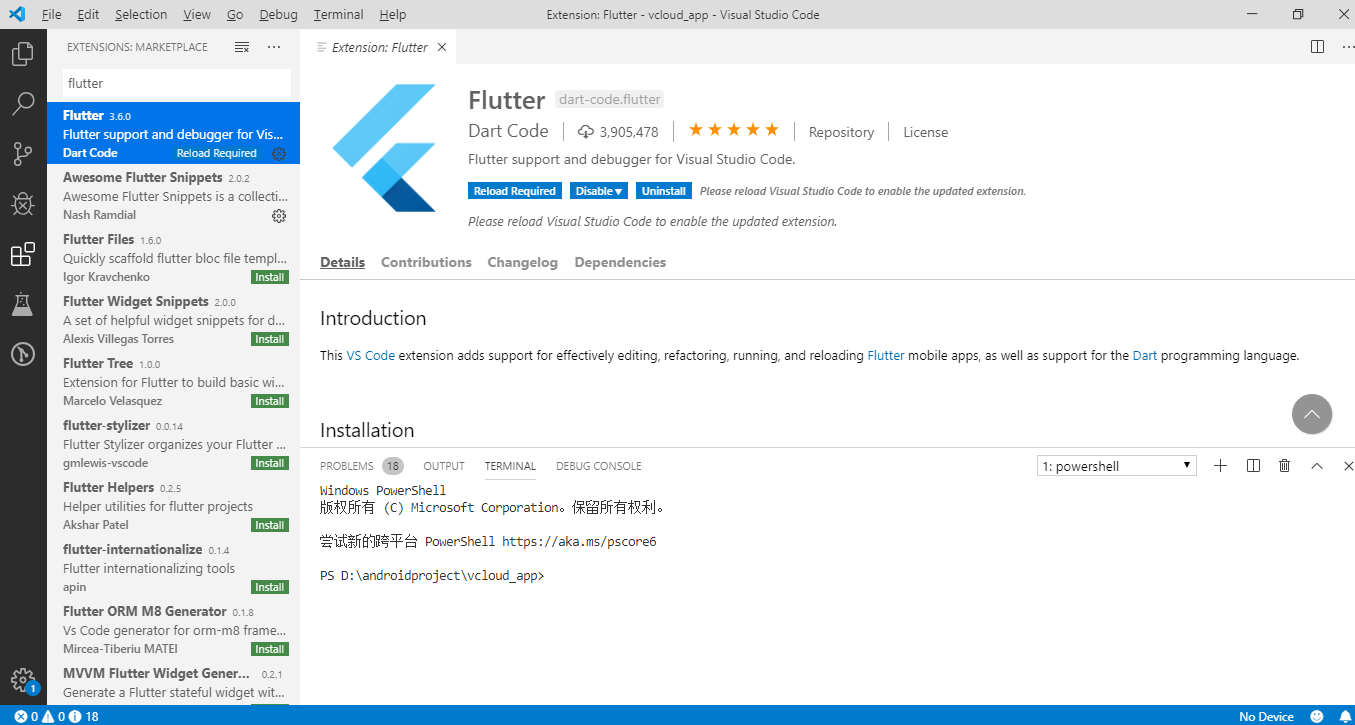 File Edit Selection View Go Debug Terminal Help
Extension: Flutter - vcloud_app - Visual Studio Code
EXTENSIONS: MARKETPLACE
flutter
Flutter 3.6.0
Flutter support and debugger for Vis...
Dart Code Reload Required
Awesome Flutter Snippets 2.0.2
Awesome Flutter Snippets is a collecti...
Nash Ramdial
Flutter Files 1.6.0
Quickly scaffold flutter bloc file templ...
Igor Kravchenko Install
Flutter Widget Snippets 2.0.0
A set of helpful widget snippets for d...
Alexis Villegas Torres Install
Flutter Tree 1.0.0
Extension for Flutter to build basic wi...
Marcelo Velasquez Install
flutter-stylizer 0.0.14
Flutter Stylizer organizes your Flutter ...
gmlewis-vscode Install
Flutter Helpers 0.2.5
Helper utilities for flutter projects
Akshar Patel Install
flutter-internationalize 0.1.4
Flutter internationalizing tools
apin Install
Flutter ORM M8 Generator 0.1.8
Vs Code generator for orm-m8 frame...
Mircea-Tiberiu MATEI Install
MVVM Flutter Widget Gener... 0.2.1
Generate a Flutter stateful widget wit...
1
Extension: Flutter
Flutter dart-code.flutter
Dart Code 3,905,478 Repository License
Flutter support and debugger for Visual Studio Code.
Reload Required Disable Uninstall Please reload Visual Studio Code to enable the updated extension.
Please reload Visual Studio Code to enable the updated extension.
Details Contributions Changelog Dependencies
Introduction
This VS Code extension adds support for effectively editing, refactoring, running, and reloading Flutter mobile apps, as well as support for the Dart programming language.
Installation
PROBLEMS 18 OUTPUT TERMINAL DEBUG CONSOLE 1: powershell
Windows PowerShell
版权所有 (C) Microsoft Corporation。保留所有权利。
尝试新的跨平台 PowerShell https://aka.ms/pscore6
PS D:\androidproject\vcloud_app>
0 0 18 No Device